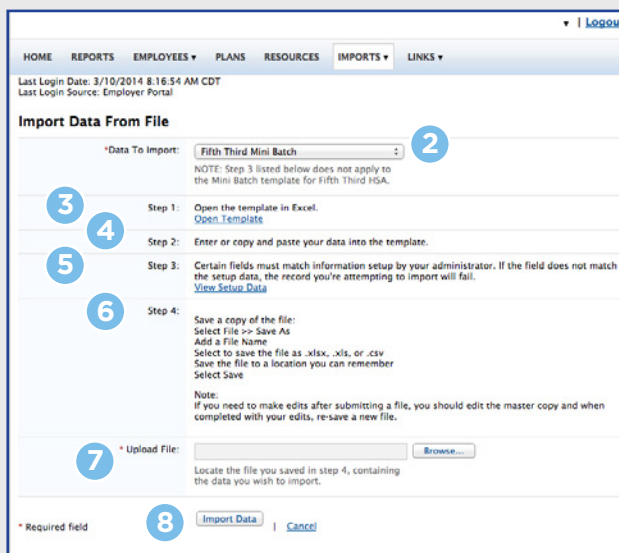 ▾ | Logou
HOME REPORTS EMPLOYEES ▾ PLANS RESOURCES IMPORTS ▾ LINKS ▾
Last Login Date: 3/10/2014 8:16:54 AM CDT
Last Login Source: Employer Portal
Import Data From File
*Data To Import: Fifth Third Mini Batch 2
NOTE: Step 3 listed below does not apply to
the Mini Batch template for Fifth Third HSA.
3 Step 1: Open the template in Excel.
Open Template
4
Step 2: Enter or copy and paste your data into the template.
5 Step 3: Certain fields must match information setup by your administrator. If the field does not match
the setup data, the record you're attempting to import will fail.
View Setup Data
6 Step 4:
Save a copy of the file:
Select File >> Save As
Add a File Name
Select to save the file as .xlsx, .xls, or .csv
Save the file to a location you can remember
Select Save
Note:
If you need to make edits after submitting a file, you should edit the master copy and when
completed with your edits, re-save a new file.
7 * Upload File: Browse...
Locate the file you saved in step 4, containing
the data you wish to import.
* Required field 8 Import Data | Cancel